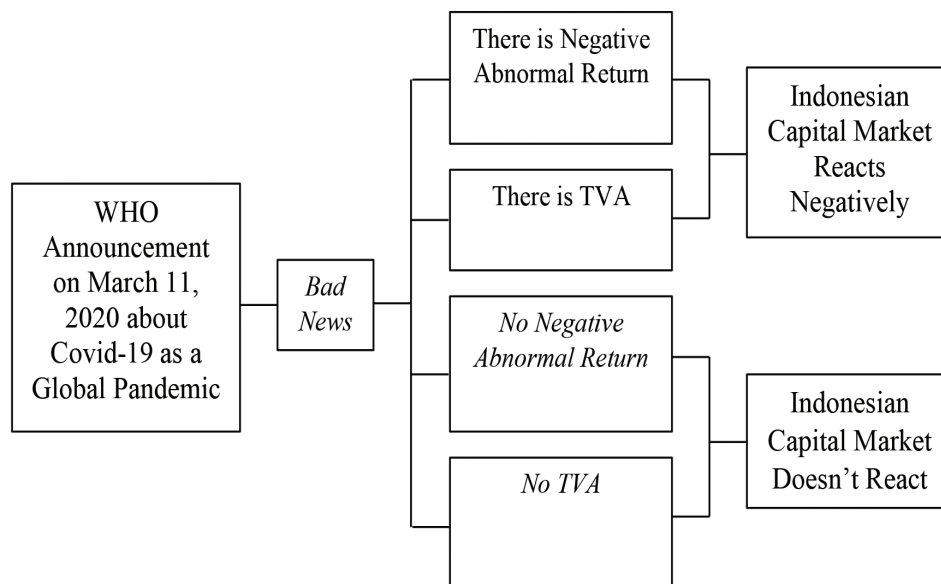 WHO
Announcement
on March 11,
2020 about
Covid-19 as a
Global Pandemic
Bad
News
There is Negative
Abnormal Return
There is TVA
No Negative
Abnormal Return
No TVA
Indonesian
Capital Market
Reacts
Negatively
Indonesian
Capital Market
Doesn’t React